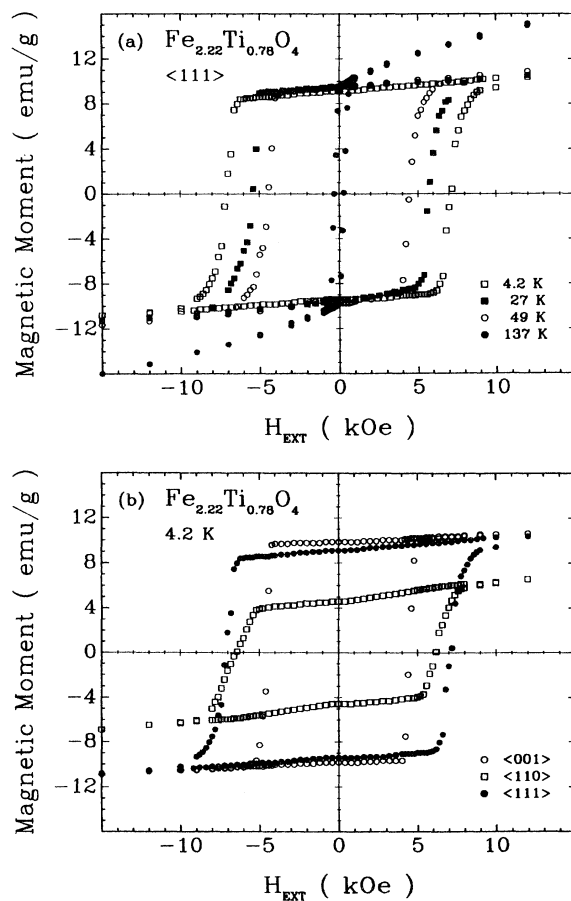 (a) Fe2.22Ti0.78O4
<111>
Magnetic Moment ( emu/g )
12
8
4
0
−4
−8
−12
4.2 K
27 K
49 K
137 K
−10 −5 0 5 10
HEXT ( kOe )
(b) Fe2.22Ti0.78O4
4.2 K
Magnetic Moment ( emu/g )
12
8
4
0
−4
−8
−12
<001>
<110>
<111>
−10 −5 0 5 10
HEXT ( kOe )